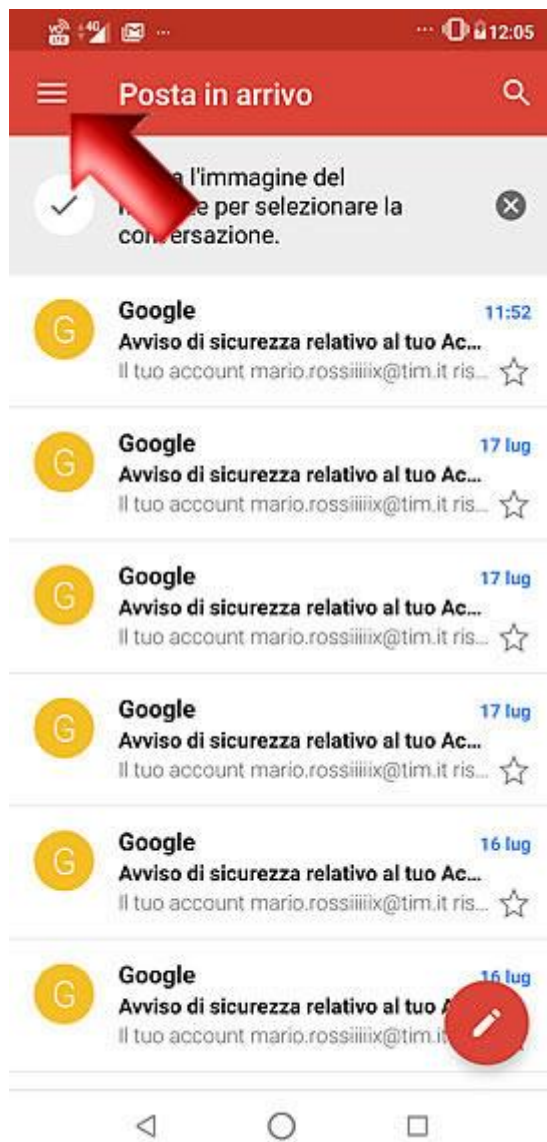 VO LTE 4G ... ... 12:05
Posta in arrivo
l'immagine del
per selezionare la
conversazione.
G Google 11:52
Avviso di sicurezza relativo al tuo Ac...
Il tuo account mario.rossiiiiix@tim.it ris...
G Google 17 lug
Avviso di sicurezza relativo al tuo Ac...
Il tuo account mario.rossiiiiix@tim.it ris...
G Google 17 lug
Avviso di sicurezza relativo al tuo Ac...
Il tuo account mario.rossiiiiix@tim.it ris...
G Google 17 lug
Avviso di sicurezza relativo al tuo Ac...
Il tuo account mario.rossiiiiix@tim.it ris...
G Google 16 lug
Avviso di sicurezza relativo al tuo Ac...
Il tuo account mario.rossiiiiix@tim.it ris...
G Google 16 lug
Avviso di sicurezza relativo al tuo
Il tuo account mario.rossiiiiix@tim.it